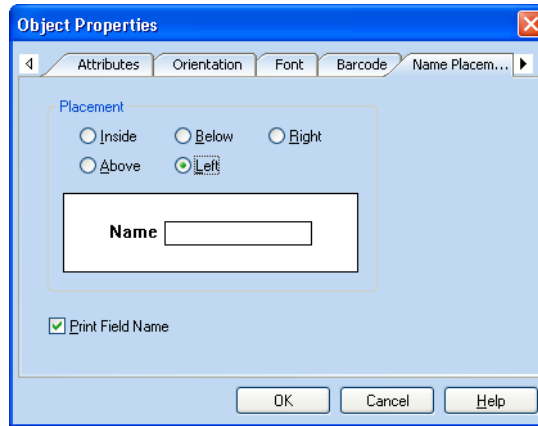 Object Properties
Attributes Orientation Font Barcode Name Placem...
Placement
Inside Below Right
Above Left
Name
Print Field Name
OK Cancel Help